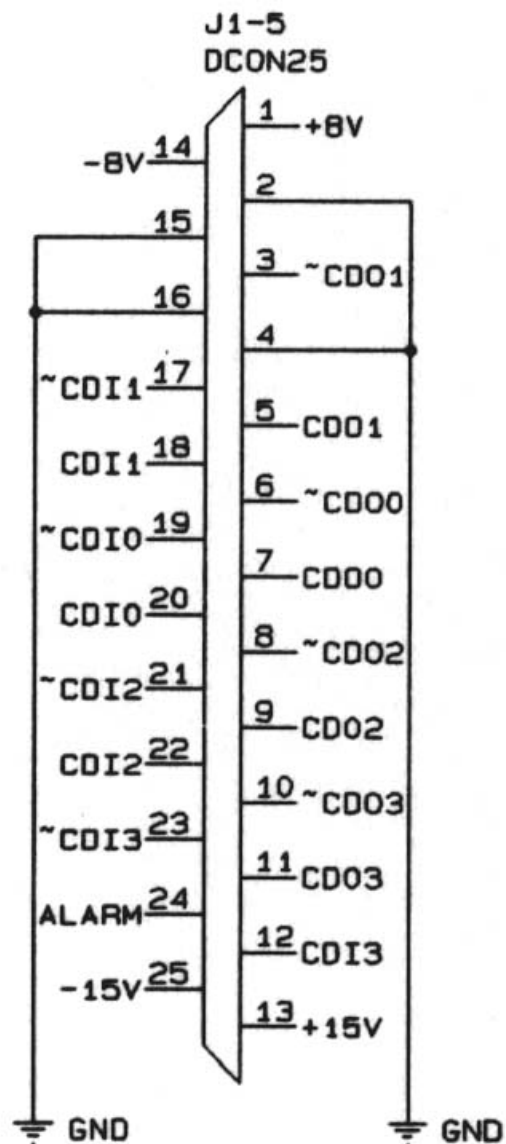 J1-5
DCON25
1 +8V
-8V 14
2
15
3 ~CDO1
16
4
~CDI1 17
5 CDO1
CDI1 18
6 ~CDO0
~CDI0 19
7 CDO0
CDI0 20
8 ~CDO2
~CDI2 21
9 CDO2
CDI2 22
10 ~CDO3
~CDI3 23
11 CDO3
ALARM 24
12 CDI3
-15V 25
13 +15V
GND
GND